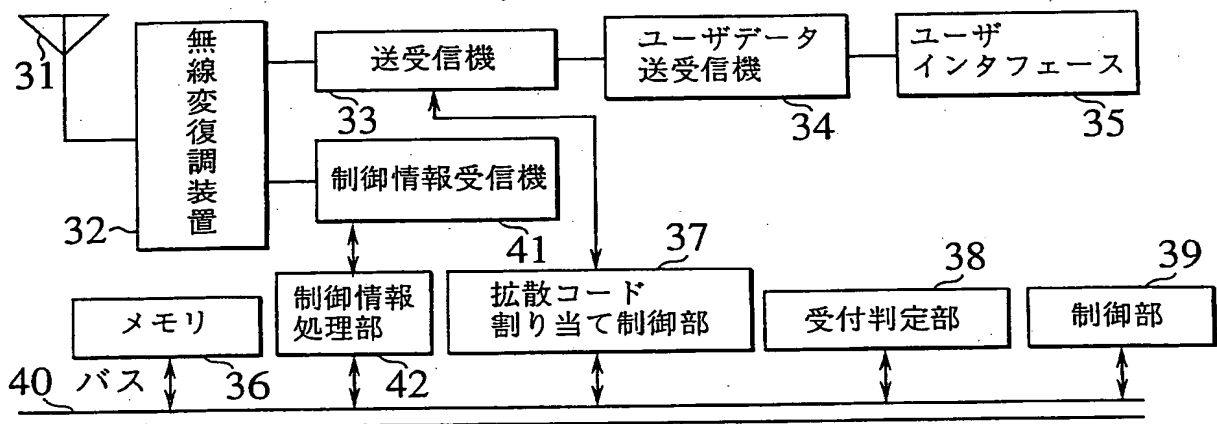 31
無線変復調装置
32
送受信機
33
ユーザデータ
送受信機
34
ユーザ
インタフェース
35
制御情報受信機
41
メモリ
36
制御情報
処理部
42
37
拡散コード
割り当て制御部
38
受付判定部
39
制御部
40 バス